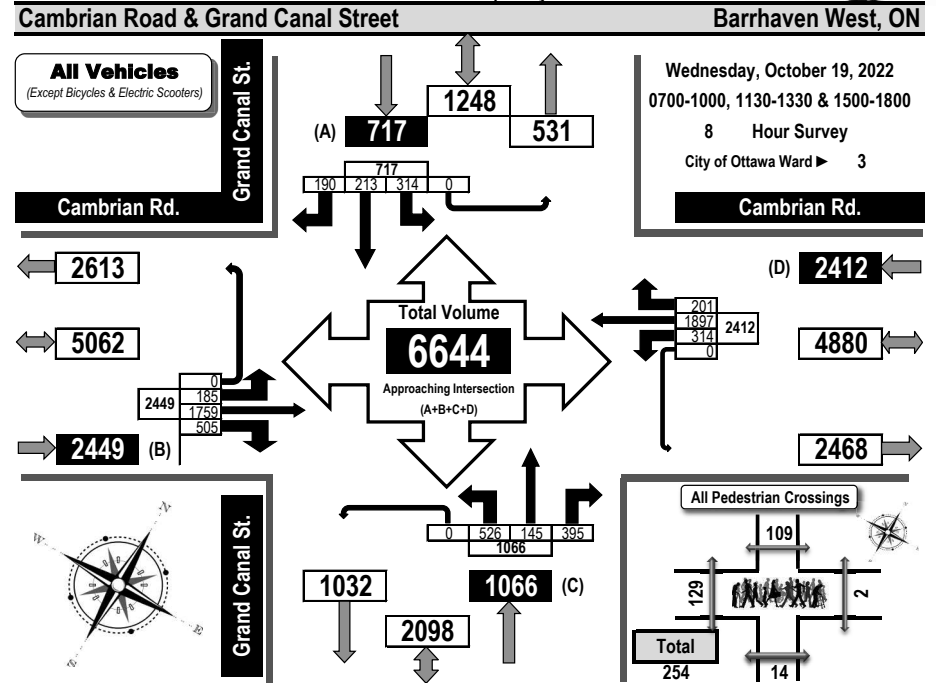 Cambrian Road & Grand Canal Street Barrhaven West, ON
All Vehicles
(Except Bicycles & Electric Scooters)
Grand Canal St.
Cambrian Rd.
1248
(A) 717 531
717
190 213 314 0
Wednesday, October 19, 2022
0700-1000, 1130-1330 & 1500-1800
8 Hour Survey
City of Ottawa Ward ► 3
Cambrian Rd.
2613
5062
2449 (B)
0
185
2449
1759
505
Total Volume
6644
Approaching Intersection
(A+B+C+D)
201
1897
2412
314
0
(D) 2412
4880
2468
N
W
E
S
Grand Canal St.
0 526 145 395
1066
1032 1066 (C)
2098
All Pedestrian Crossings
109
129
2
Total
254 14